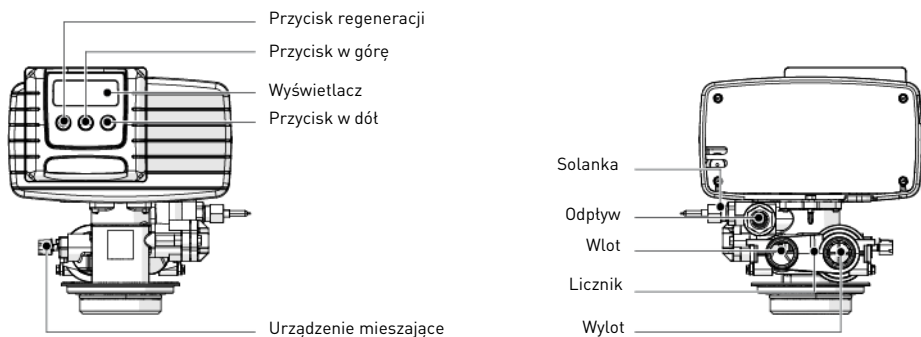 Przycisk regeneracji
Przycisk w górę
Wyświetlacz
Przycisk w dół
Urządzenie mieszające
Solanka
Odpływ
Wlot
Licznik
Wylot